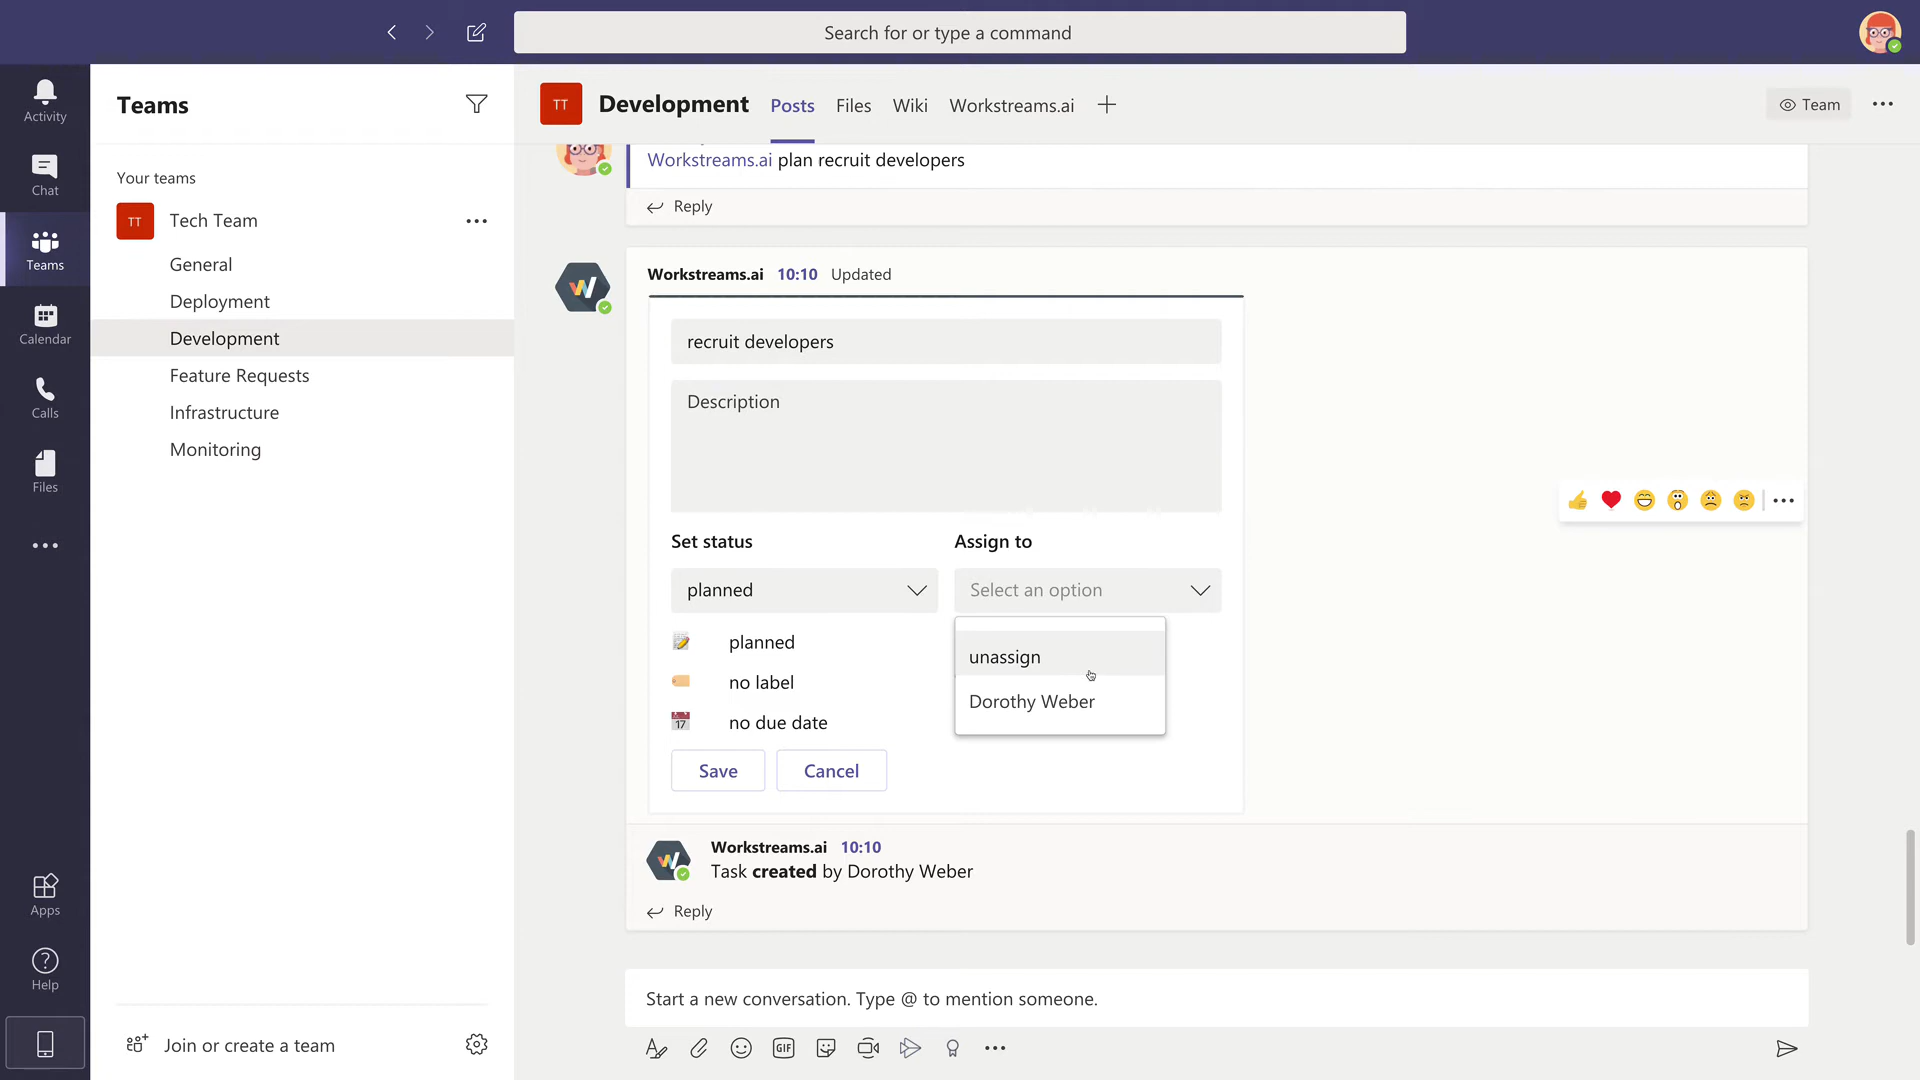 Search for or type a command
Activity
Chat
Teams
Calendar
Calls
Files
Apps
Help
Teams
Your teams
TT
Tech Team
General
Deployment
Development
Feature Requests
Infrastructure
Monitoring
Join or create a team
TT
Development
Posts
Files
Wiki
Workstreams.ai
Team
Workstreams.ai plan recruit developers
Reply
Workstreams.ai 10:10 Updated
recruit developers
Description
Set status
Assign to
planned
Select an option
planned
unassign
no label
Dorothy Weber
17
no due date
Save
Cancel
Workstreams.ai 10:10
Task created by Dorothy Weber
Reply
Start a new conversation. Type @ to mention someone.
GIF